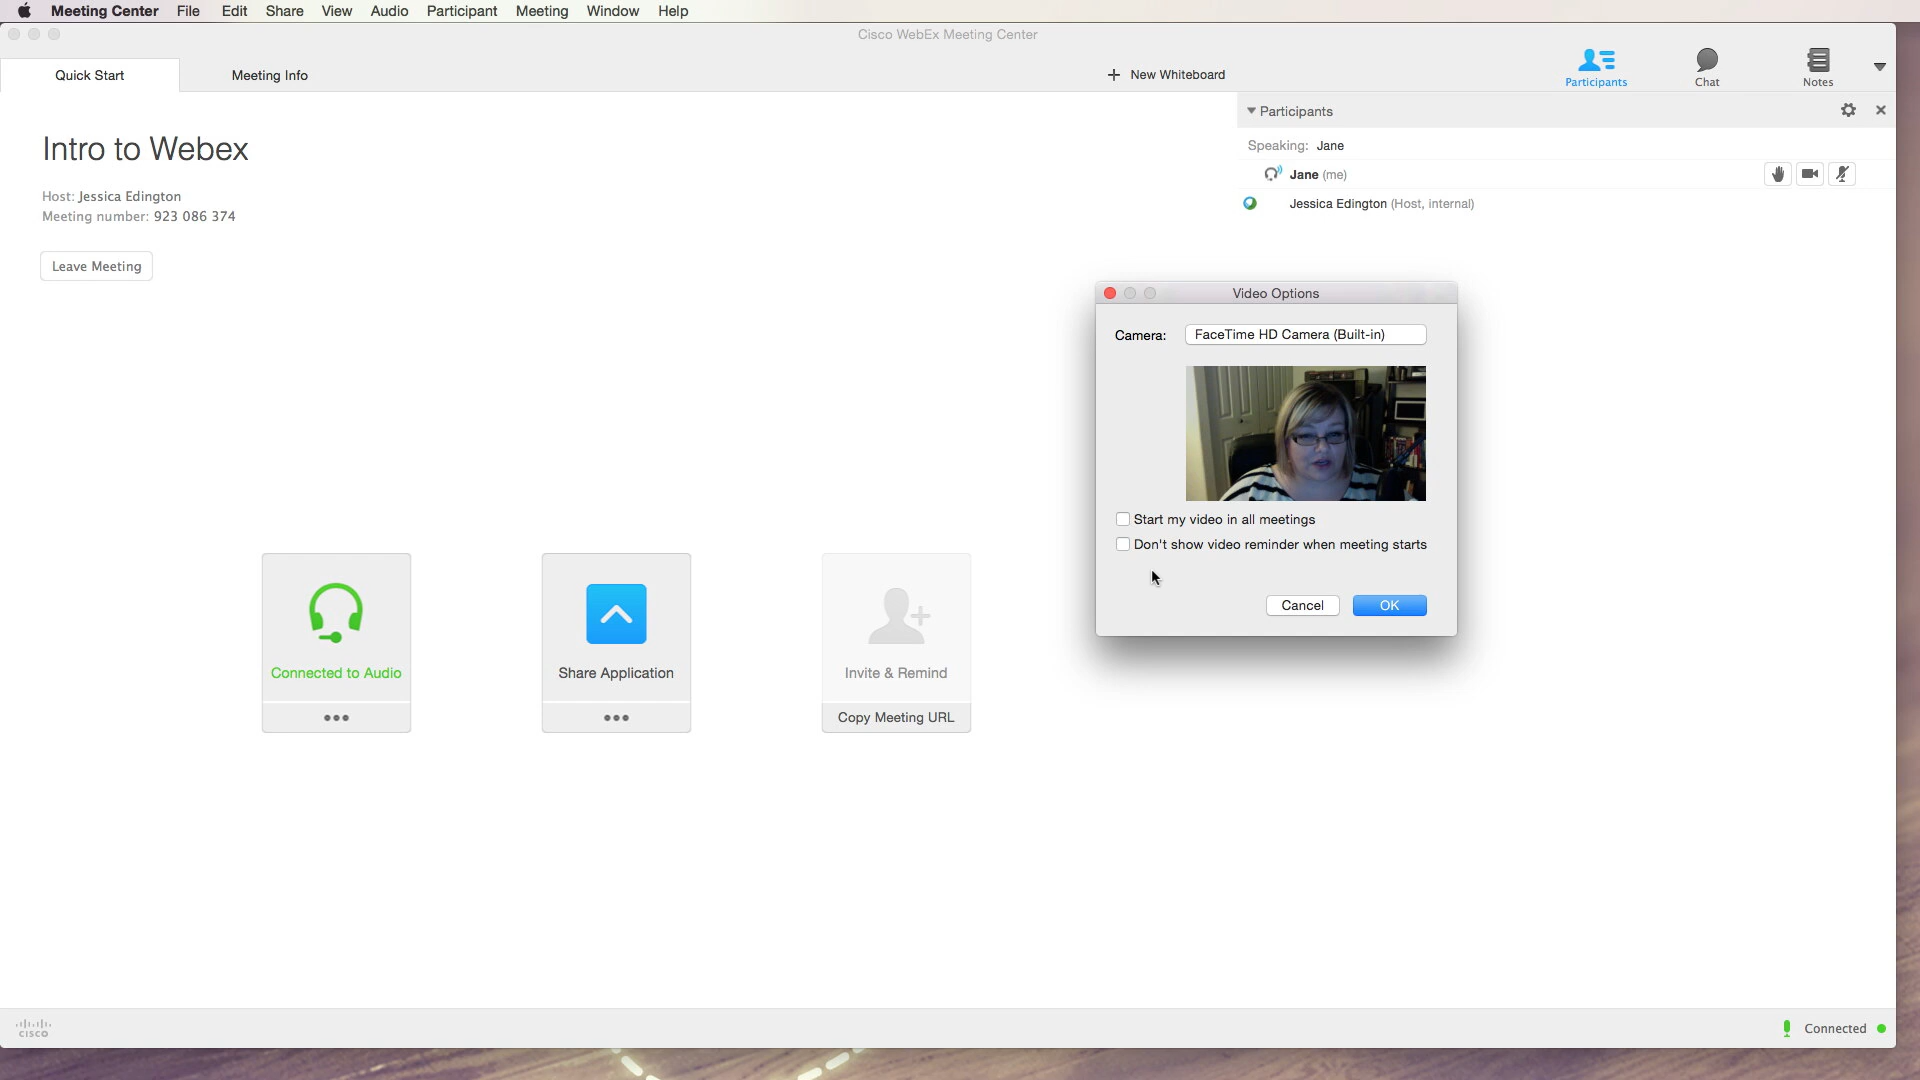 Meeting Center File Edit Share View Audio Participant Meeting Window Help
Cisco WebEx Meeting Center
Quick Start
Meeting Info
New Whiteboard
Participants
Chat
Notes
Participants
Intro to Webex
Speaking: Jane
Jane (me)
Host: Jessica Edington
Jessica Edington (Host, internal)
Meeting number: 923 086 374
Leave Meeting
Video Options
Camera: FaceTime HD Camera (Built-in)
Start my video in all meetings
Don't show video reminder when meeting starts
Cancel
OK
Connected to Audio
Share Application
Invite & Remind
Copy Meeting URL
CISCO
Connected